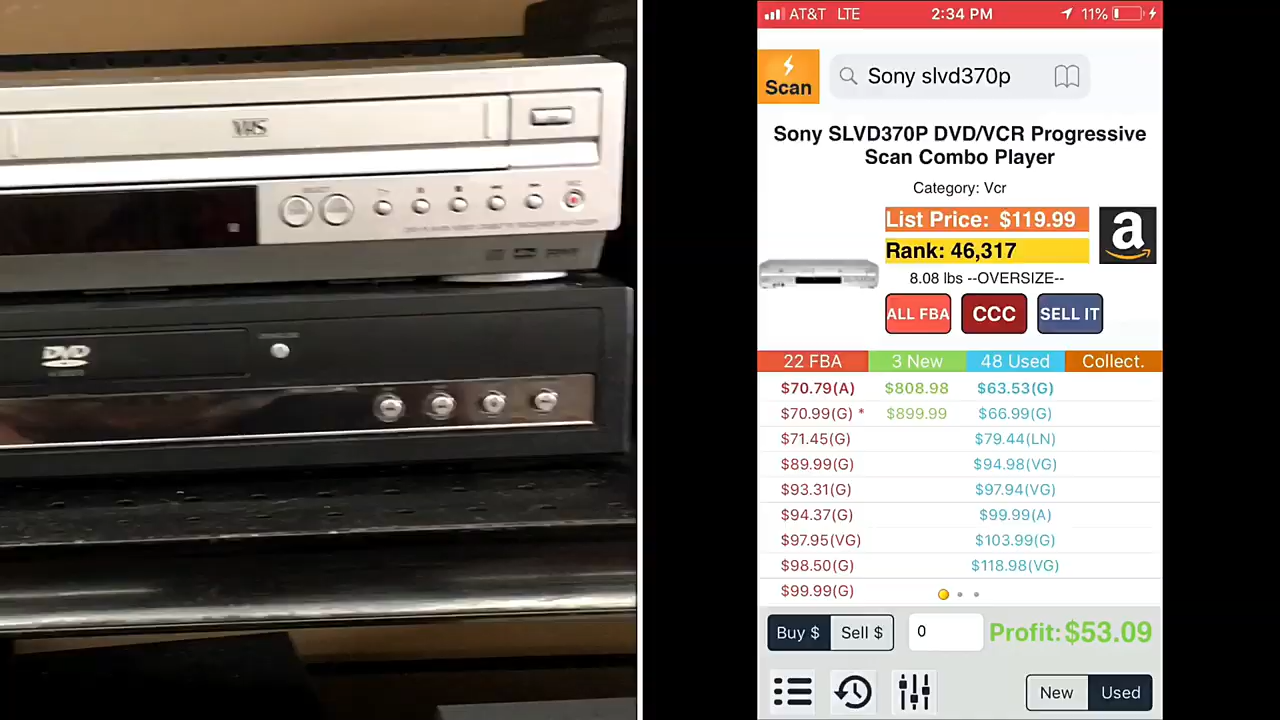 VHS
DVD
AT&T LTE 2:34 PM 11%
Scan
Sony slvd370p
Sony SLVD370P DVD/VCR Progressive
Scan Combo Player
Category: Vcr
List Price: $119.99
Rank: 46,317
a
8.08 lbs --OVERSIZE--
ALL FBA CCC SELL IT
22 FBA 3 New 48 Used Collect.
$70.79(A) $808.98 $63.53(G)
$70.99(G) * $899.99 $66.99(G)
$71.45(G) $79.44(LN)
$89.99(G) $94.98(VG)
$93.31(G) $97.94(VG)
$94.37(G) $99.99(A)
$97.95(VG) $103.99(G)
$98.50(G) $118.98(VG)
$99.99(G)
Buy $ Sell $ 0 Profit:$53.09
New Used